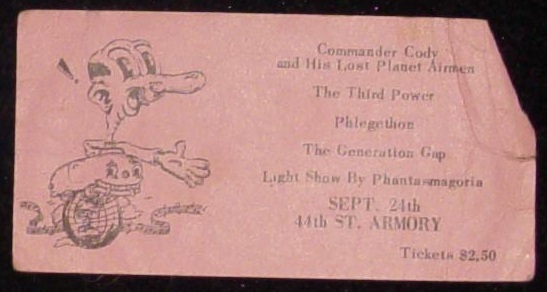 Commander Cody
and His Lost Planet Airmen
The Third Power
Phlegethon
The Generation Gap
Light Show By Phantasmagoria
SEPT. 24th
44th ST. ARMORY
Tickets $2.50
!